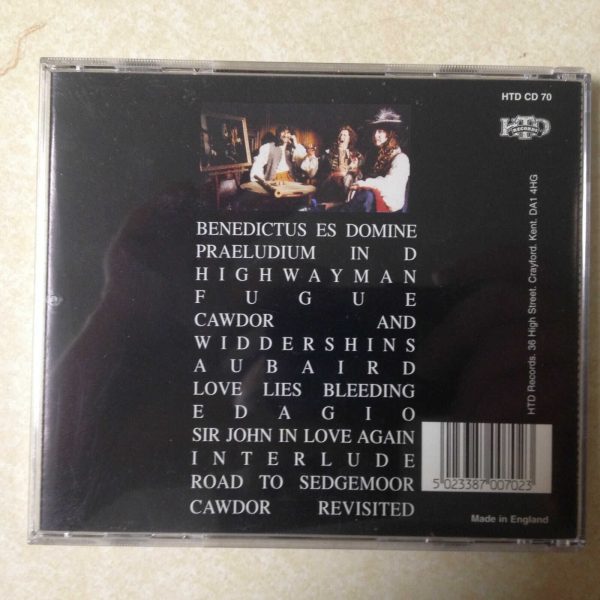 HTD CD 70
HTD
RECORDS
BENEDICTUS ES DOMINE
PRAELUDIUM IN D
HIGHWAYMAN
FUGUE
CAWDOR AND
WIDDERSHINS
AUBAIRD
LOVE LIES BLEEDING
EDAGIO
SIR JOHN IN LOVE AGAIN
INTERLUDE
ROAD TO SEDGEMOOR
CAWDOR REVISITED
HTD Records. 36 High Street. Crayford. Kent. DA1 4HG
5 023387 007023
Made in England